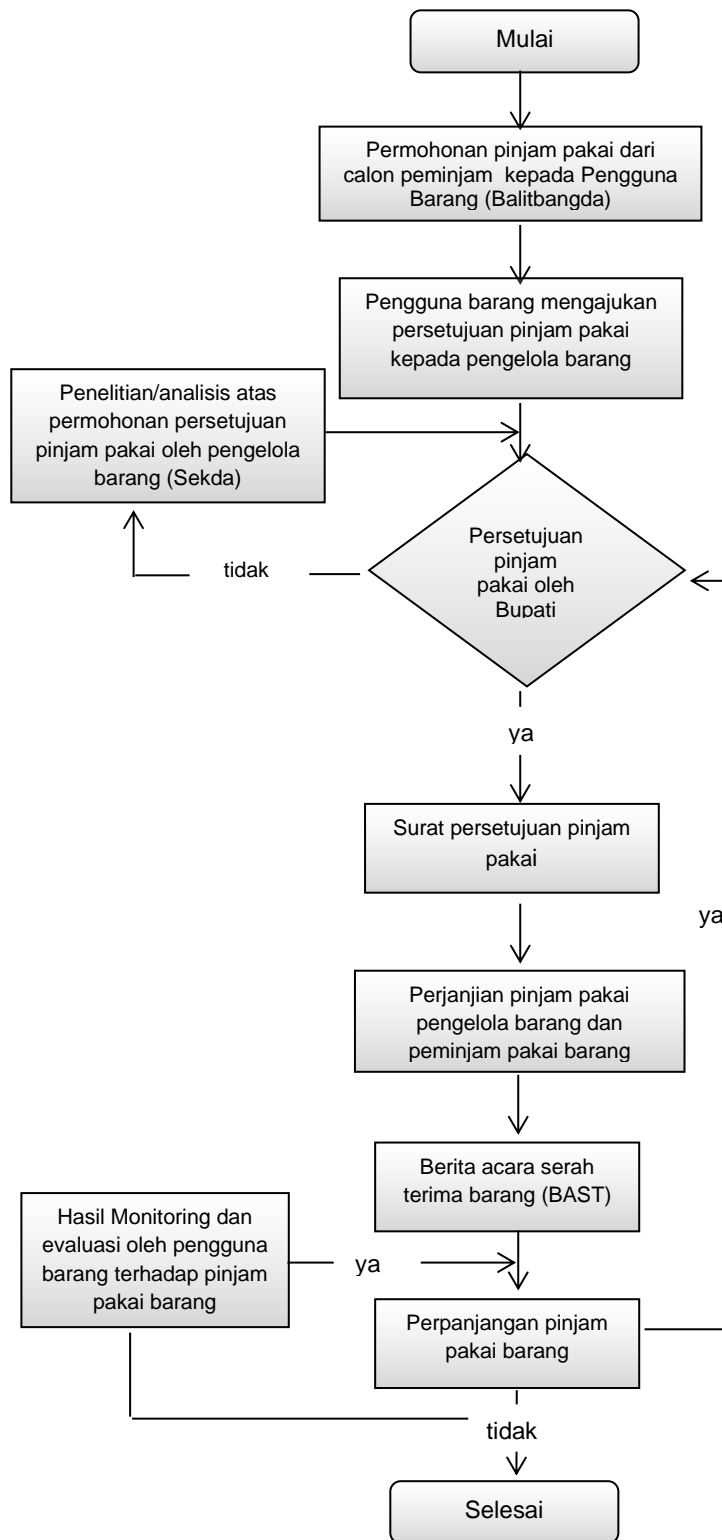 Mulai
Permohonan pinjam pakai dari
calon peminjam kepada Pengguna
Barang (Balitbangda)
Pengguna barang mengajukan
persetujuan pinjam pakai
kepada pengelola barang
Penelitian/analisis atas
permohonan persetujuan
pinjam pakai oleh pengelola
barang (Sekda)
Persetujuan
pinjam
pakai oleh
Bupati
tidak
ya
Surat persetujuan pinjam
pakai
ya
Perjanjian pinjam pakai
pengelola barang dan
peminjam pakai barang
Berita acara serah
terima barang (BAST)
Hasil Monitoring dan
evaluasi oleh pengguna
barang terhadap pinjam
pakai barang
ya
Perpanjangan pinjam
pakai barang
tidak
Selesai